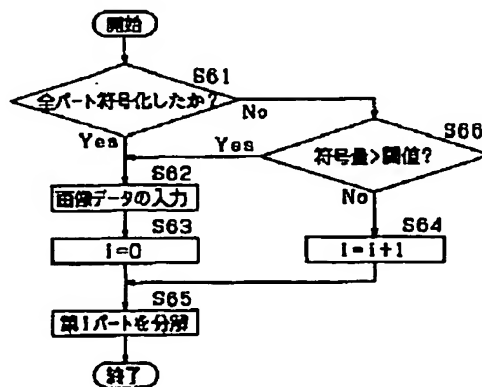 開始
S61
全パート符号化したか?
No
S66
Yes
Yes
符号量>閾値?
S62
No
画像データの入力
S63
S64
i=0
i=i+1
S65
第iパートを分解
終了